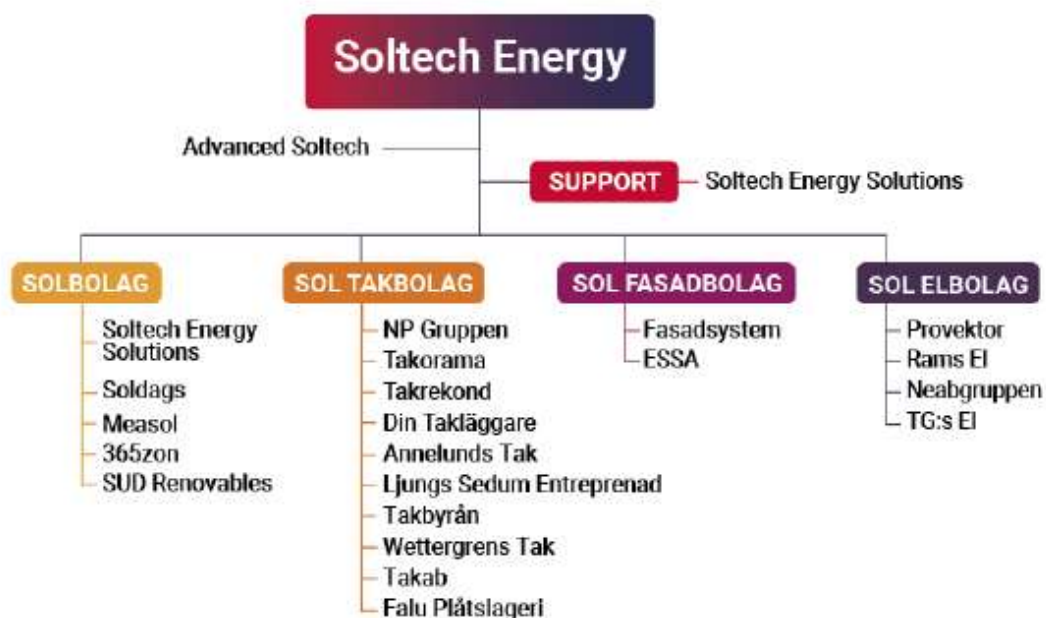 Soltech Energy
Advanced Soltech
SUPPORT
Soltech Energy Solutions
SOLBOLAG
Soltech Energy
Solutions
Soldags
Measol
365zon
SUD Renovables
SOL TAKBOLAG
NP Gruppen
Takorama
Takrekond
Din Takläggare
Annelunds Tak
Ljungs Sedum Entreprenad
Takbyrån
Wettergrens Tak
Takab
Falu Plåtslageri
SOL FASADBOLAG
Fasadsystem
ESSA
SOL ELBOLAG
Provektor
Rams El
Neabgruppen
TG:s El